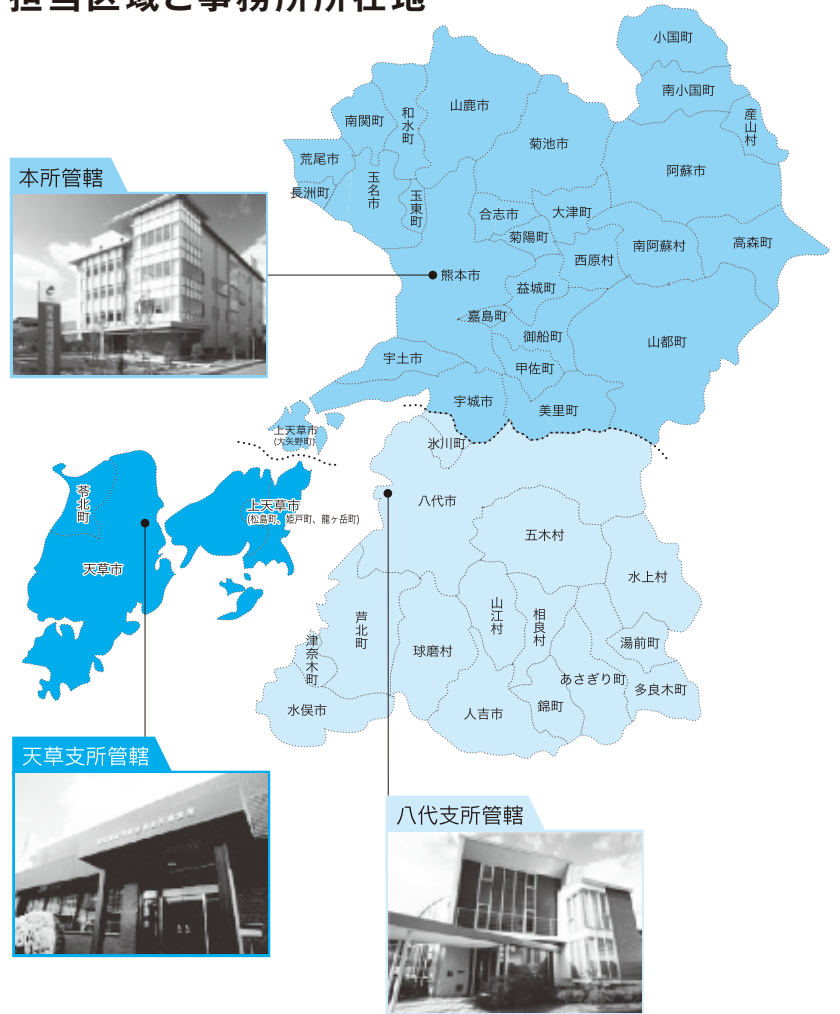 担当区域と事務所所在地
小国町
南小国町
産山村
山鹿市
和水町
南関町
菊池市
荒尾市
阿蘇市
玉名市
長洲町
玉東町
合志市
大津町
菊陽町
西原村
南阿蘇村
高森町
本所管轄
熊本市
益城町
嘉島町
御船町
山都町
宇土市
甲佐町
宇城市
美里町
上天草市
(大矢野町)
氷川町
八代市
苓北町
上天草市
(松島町、姫戸町、龍ヶ岳町)
天草市
五木村
水上村
山江村
相良村
芦北町
津奈木町
球磨村
湯前町
あさぎり町
多良木町
水俣市
人吉市
錦町
天草支所管轄
八代支所管轄